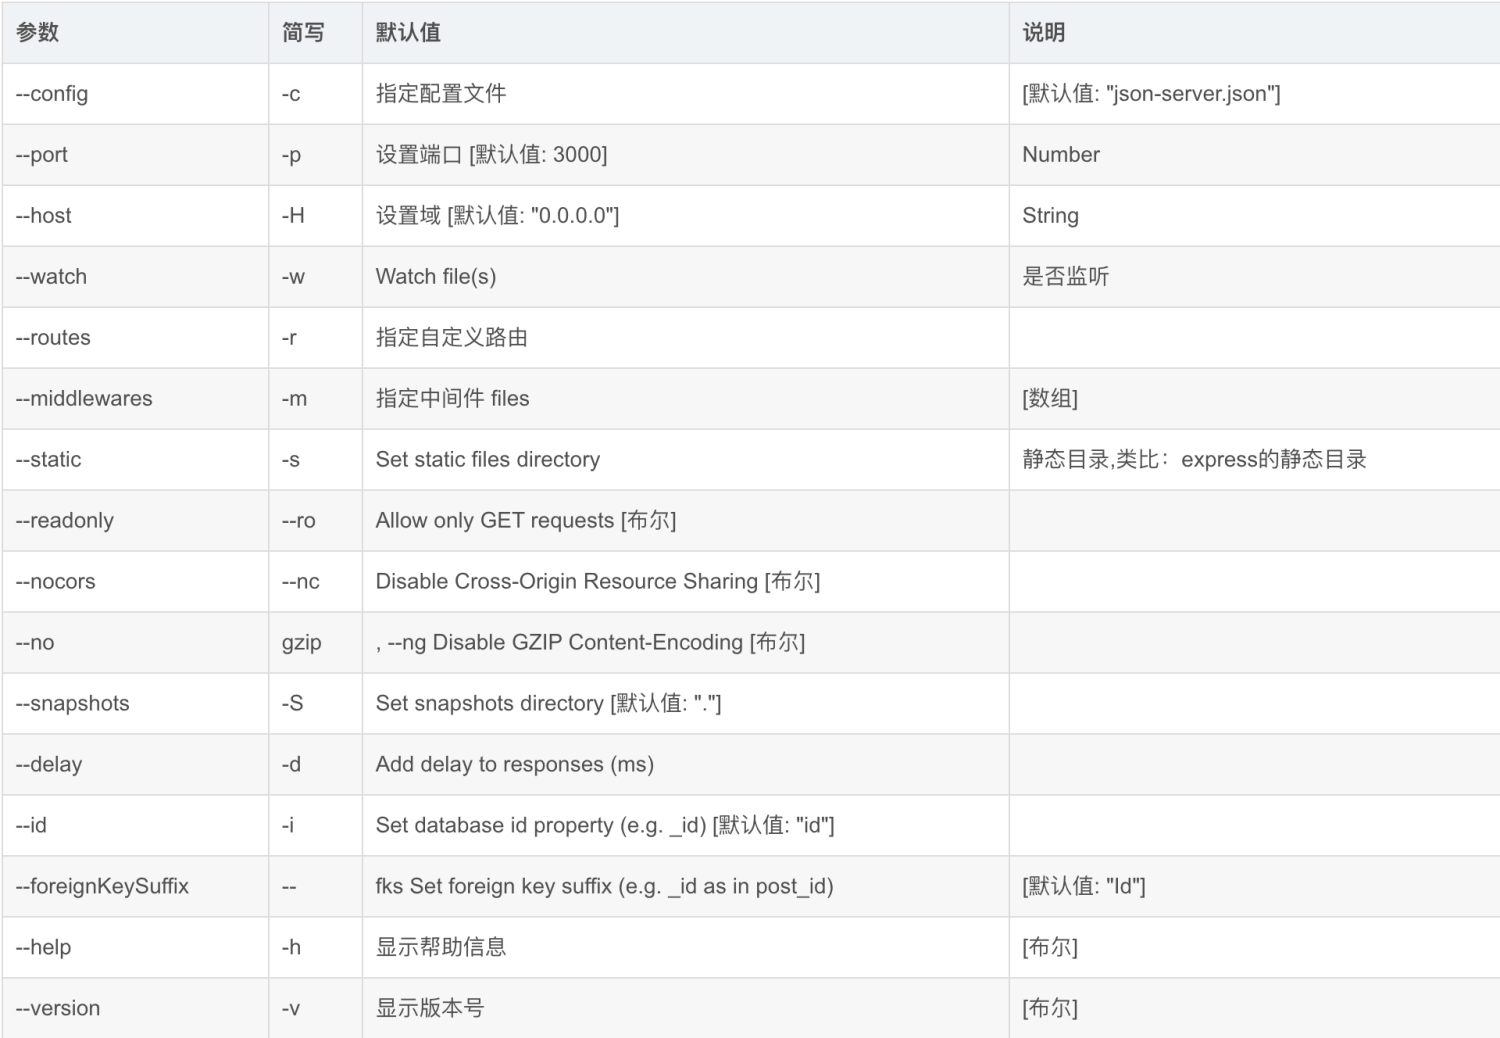 参数 简写 默认值 说明
--config -c 指定配置文件 [默认值: "json-server.json"]
--port -p 设置端口 [默认值: 3000] Number
--host -H 设置域 [默认值: "0.0.0.0"] String
--watch -w Watch file(s) 是否监听
--routes -r 指定自定义路由
--middlewares -m 指定中间件 files [数组]
--static -s Set static files directory 静态目录,类比：express的静态目录
--readonly --ro Allow only GET requests [布尔]
--nocors --nc Disable Cross-Origin Resource Sharing [布尔]
--no gzip , --ng Disable GZIP Content-Encoding [布尔]
--snapshots -S Set snapshots directory [默认值: "."]
--delay -d Add delay to responses (ms)
--id -i Set database id property (e.g. _id) [默认值: "id"]
--foreignKeySuffix -- fks Set foreign key suffix (e.g. _id as in post_id) [默认值: "Id"]
--help -h 显示帮助信息 [布尔]
--version -v 显示版本号 [布尔]